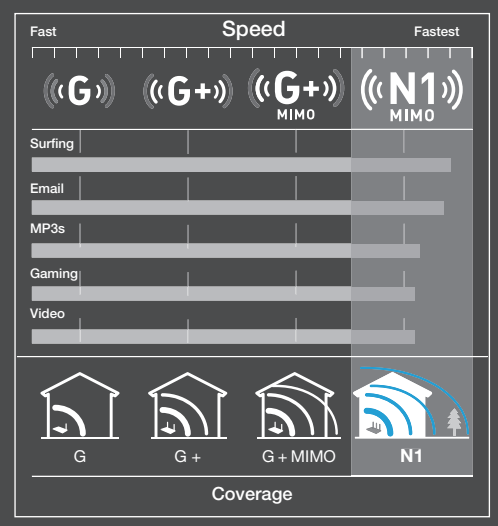 Speed
Fast Fastest
G G+ G+ N1
MIMO MIMO
Surfing
Email
MP3s
Gaming
Video
G G + G + MIMO N1
Coverage